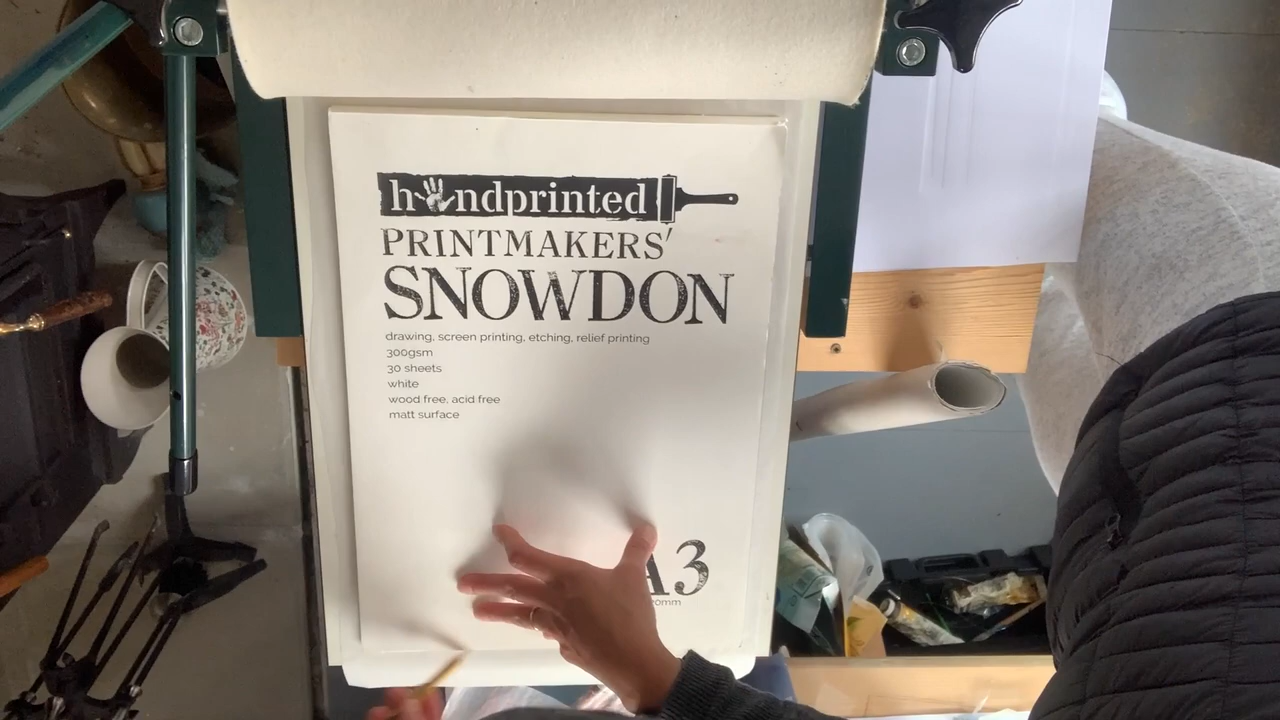 handprinted
PRINTMAKERS'
SNOWDON
drawing, screen printing, etching, relief printing
300gsm
30 sheets
white
wood free, acid free
matt surface
A3